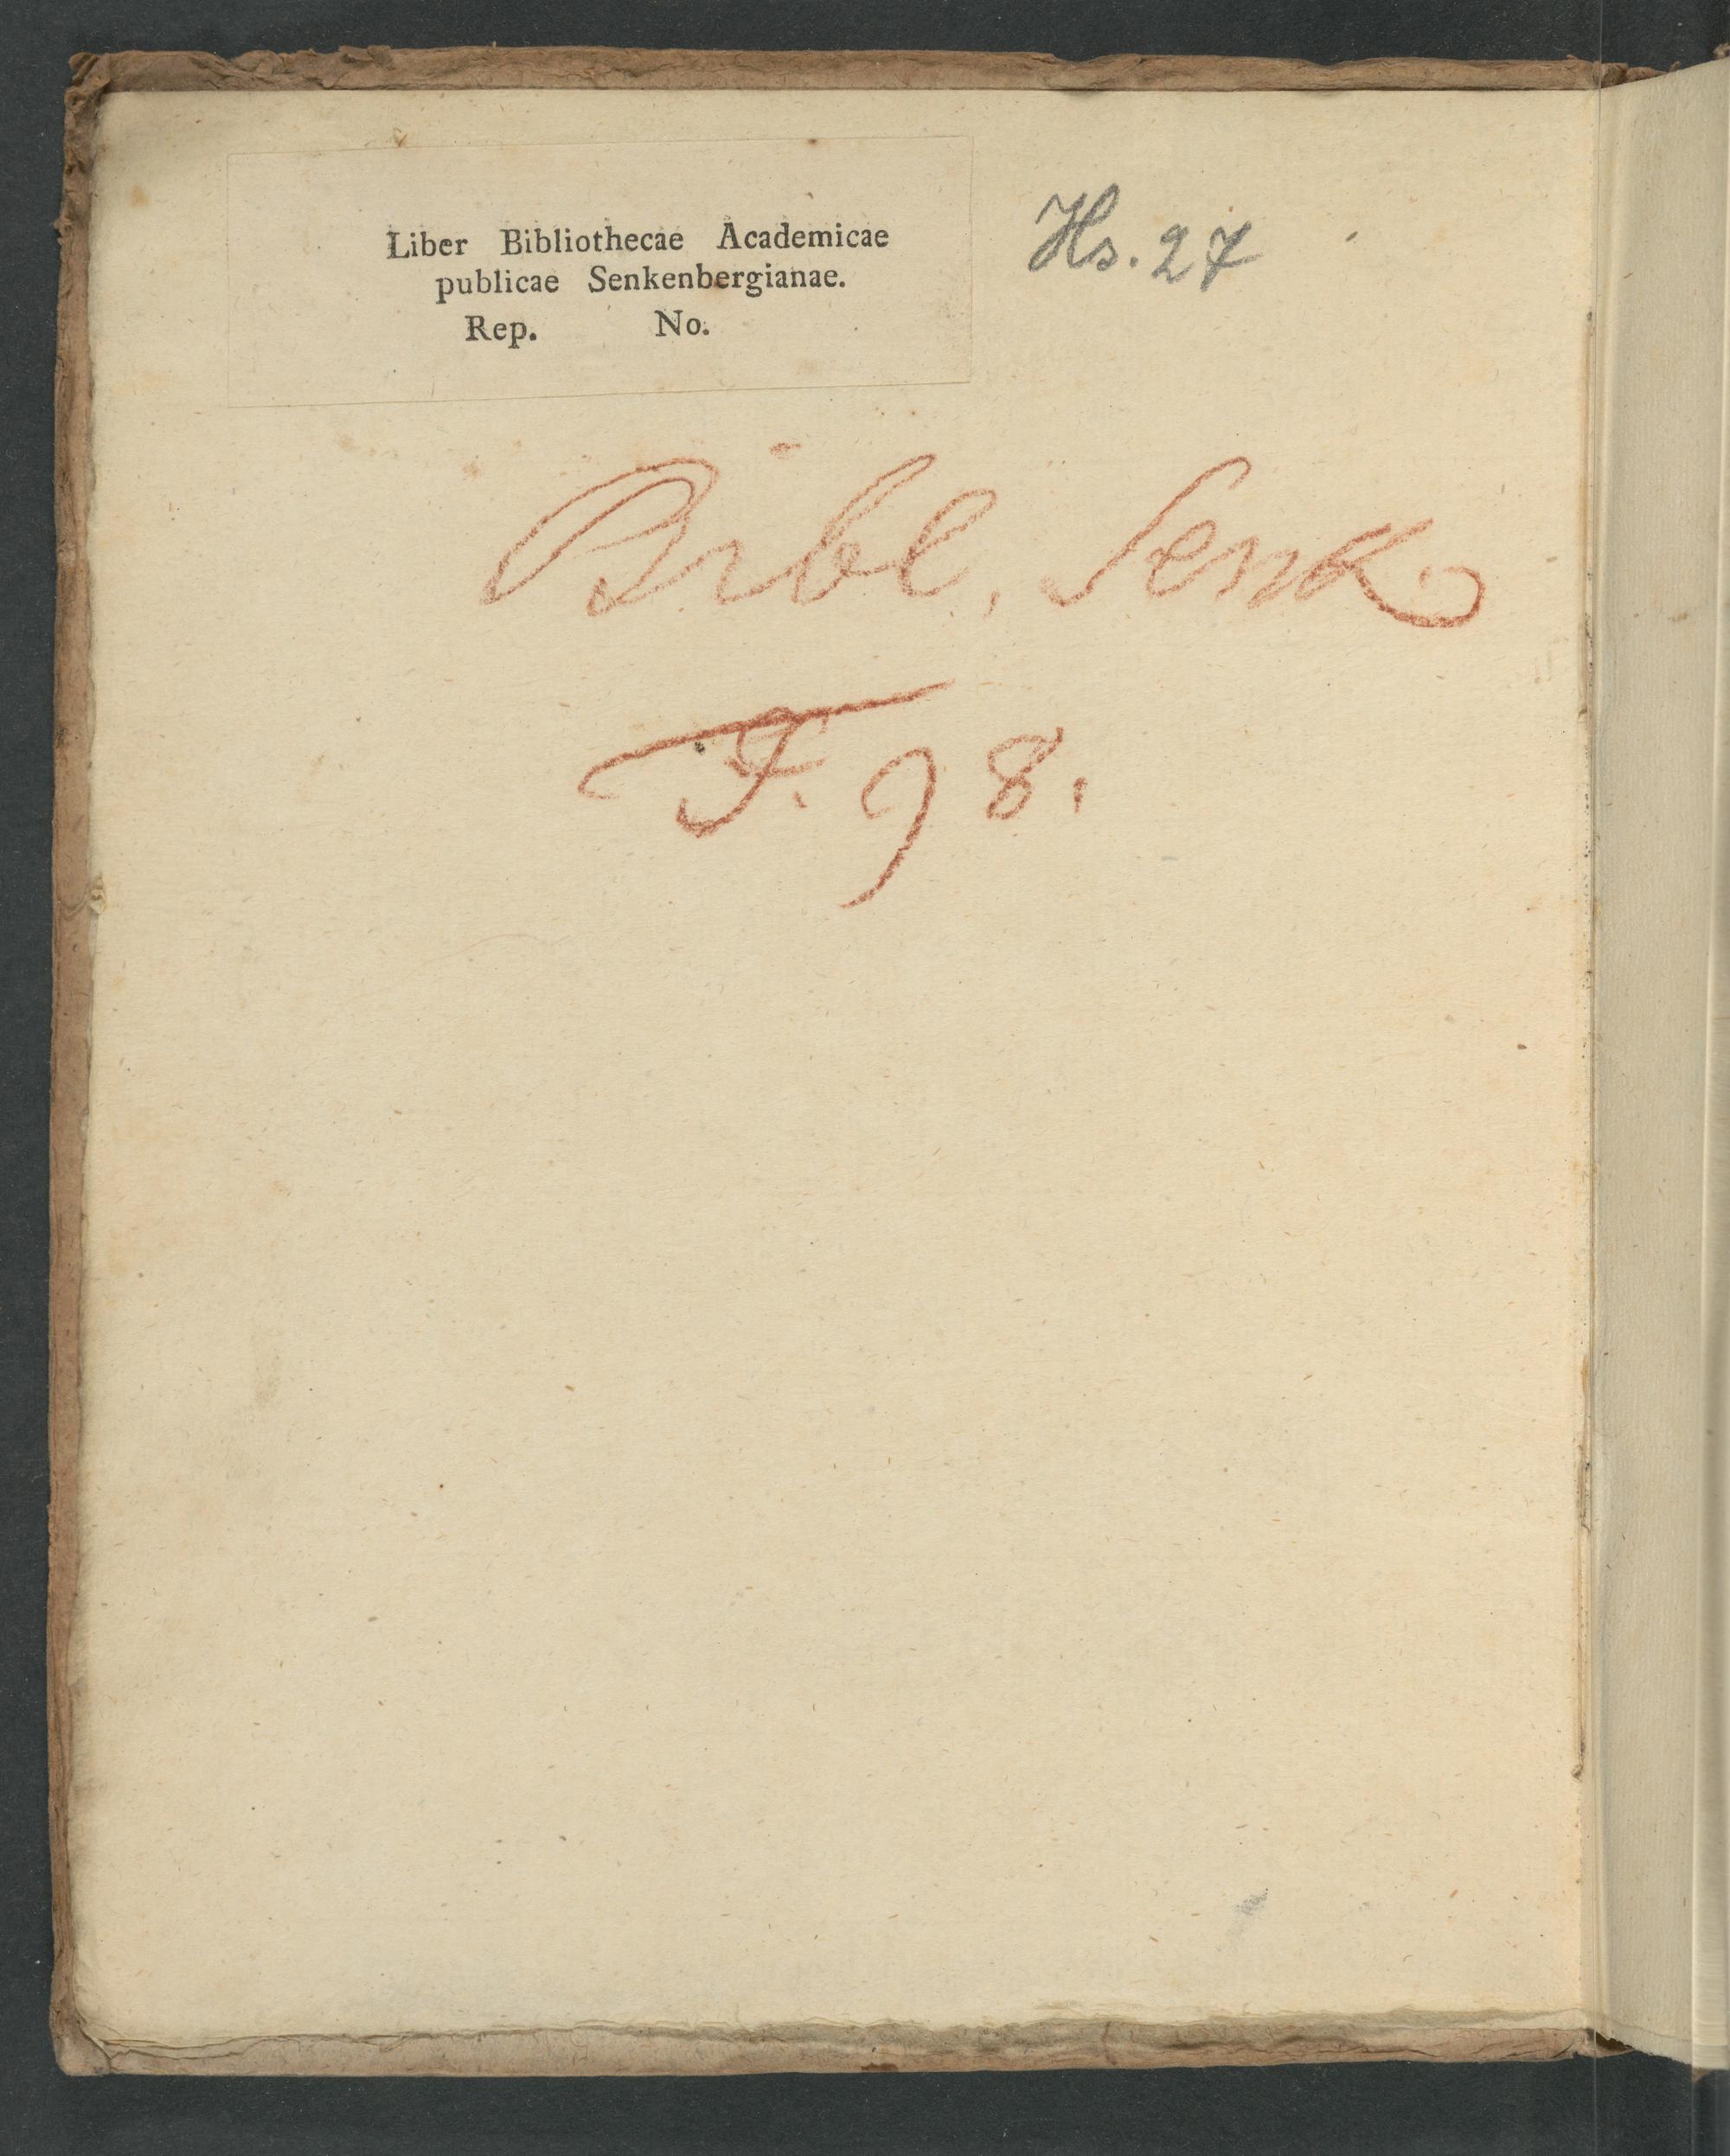 Liber Bibliothecae Academicae
publicae Senkenbergianae.
Rep. No.
Hs. 27
Bibl. Senk.
F. 98.